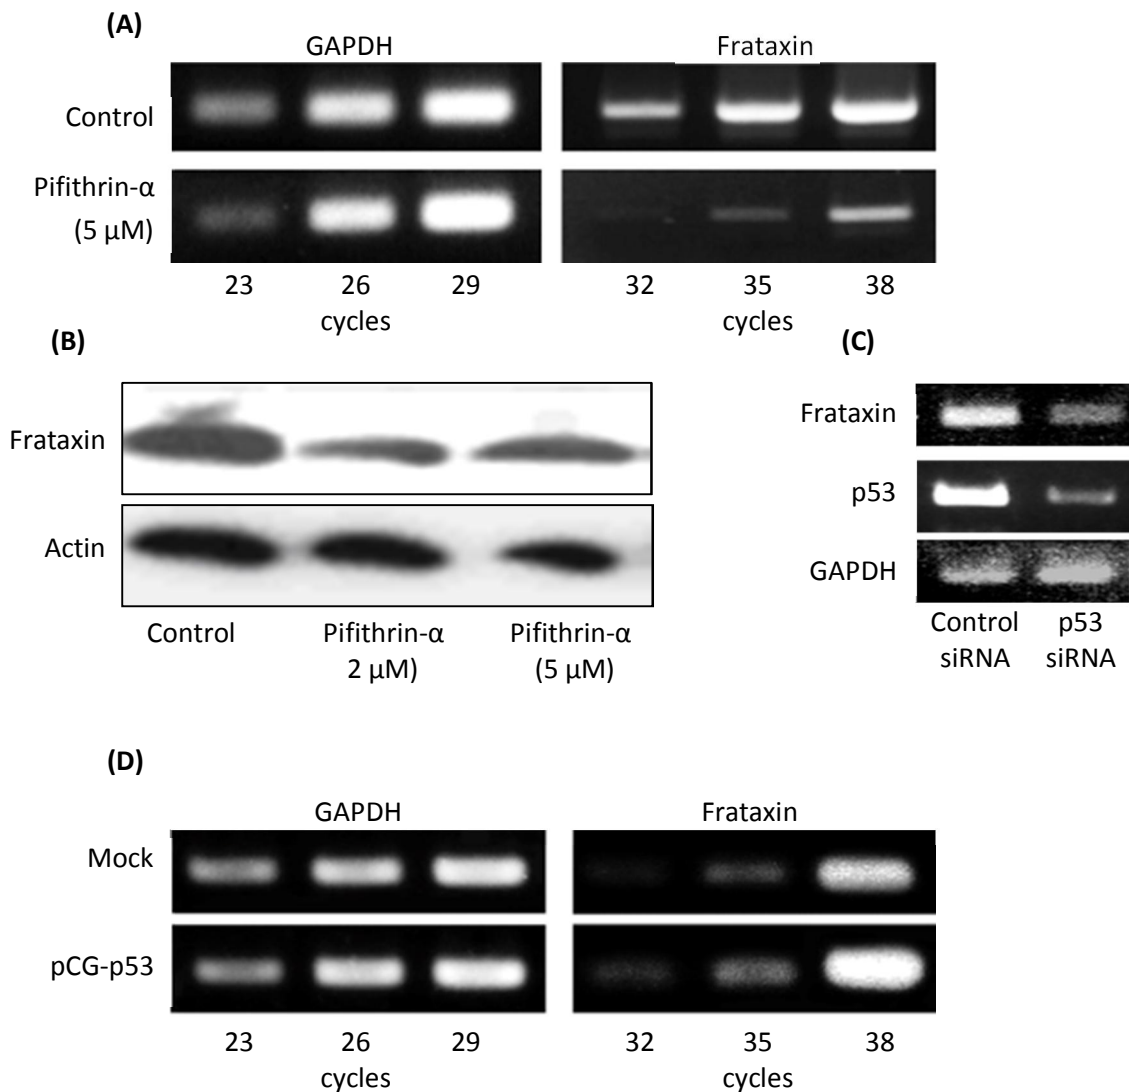 (A)
GAPDH Frataxin
Control
Pifithrin-α
(5 μM)
23 26 29 32 35 38
cycles cycles
(B) (C)
Frataxin
Actin
Control Pifithrin-α Pifithrin-α
2 μM) (5 μM)
Frataxin
p53
GAPDH
Control p53
siRNA siRNA
(D)
GAPDH Frataxin
Mock
pCG-p53
23 26 29 32 35 38
cycles cycles